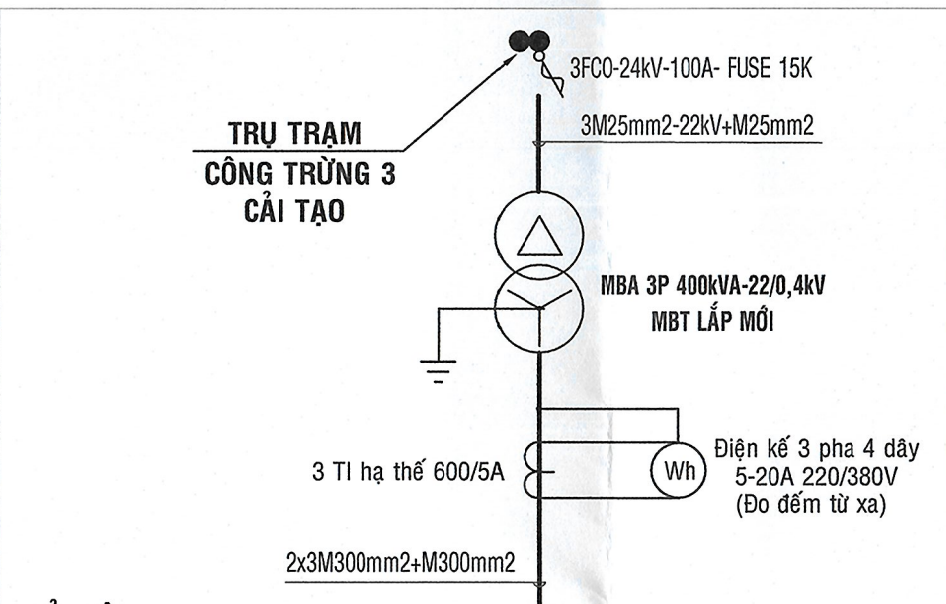 3FCO-24kV-100A- FUSE 15K
3M25mm2-22kV+M25mm2
TRỤ TRẠM
CÔNG TRỪNG 3
CẢI TẠO
MBA 3P 400kVA-22/0,4kV
MBT LẮP MỚI
3 TI hạ thế 600/5A
Wh
Điện kế 3 pha 4 dây
5-20A 220/380V
(Đo đếm từ xa)
2x3M300mm2+M300mm2